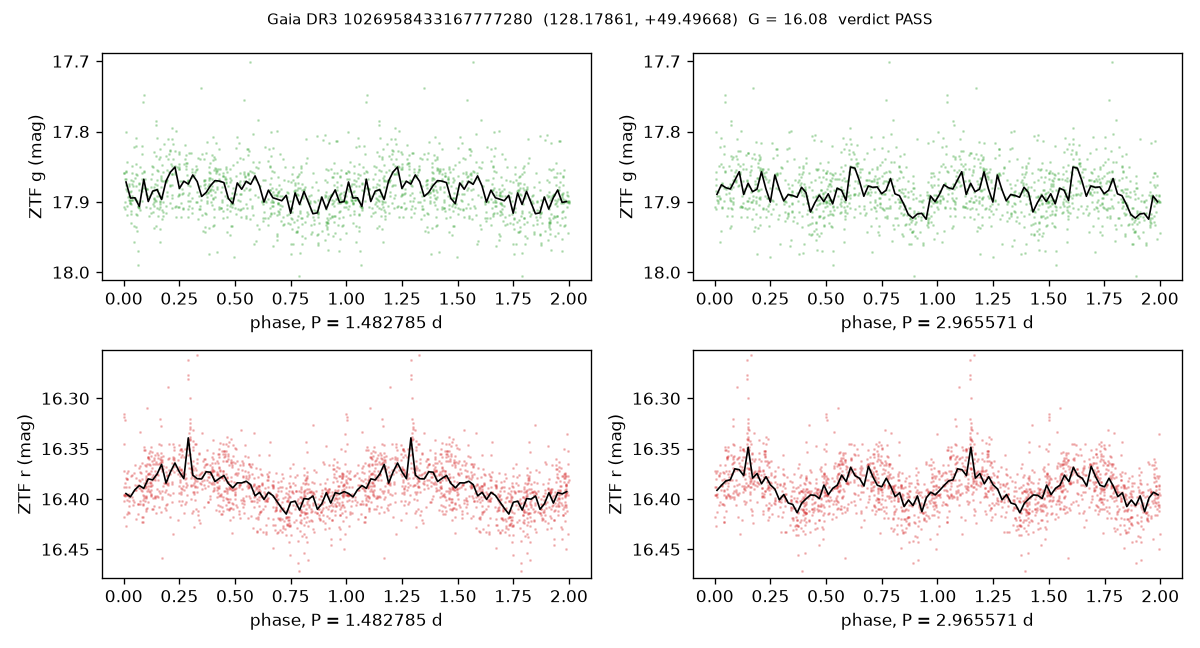 Gaia DR3 1026958433167777280 (128.17861, +49.49668) G = 16.08 verdict PASS
ZTF g (mag)
17.7
17.8
17.9
18.0
0.00 0.25 0.50 0.75 1.00 1.25 1.50 1.75 2.00
phase, P = 1.482785 d
ZTF g (mag)
17.7
17.8
17.9
18.0
0.00 0.25 0.50 0.75 1.00 1.25 1.50 1.75 2.00
phase, P = 2.965571 d
ZTF r (mag)
16.30
16.35
16.40
16.45
0.00 0.25 0.50 0.75 1.00 1.25 1.50 1.75 2.00
phase, P = 1.482785 d
ZTF r (mag)
16.30
16.35
16.40
16.45
0.00 0.25 0.50 0.75 1.00 1.25 1.50 1.75 2.00
phase, P = 2.965571 d